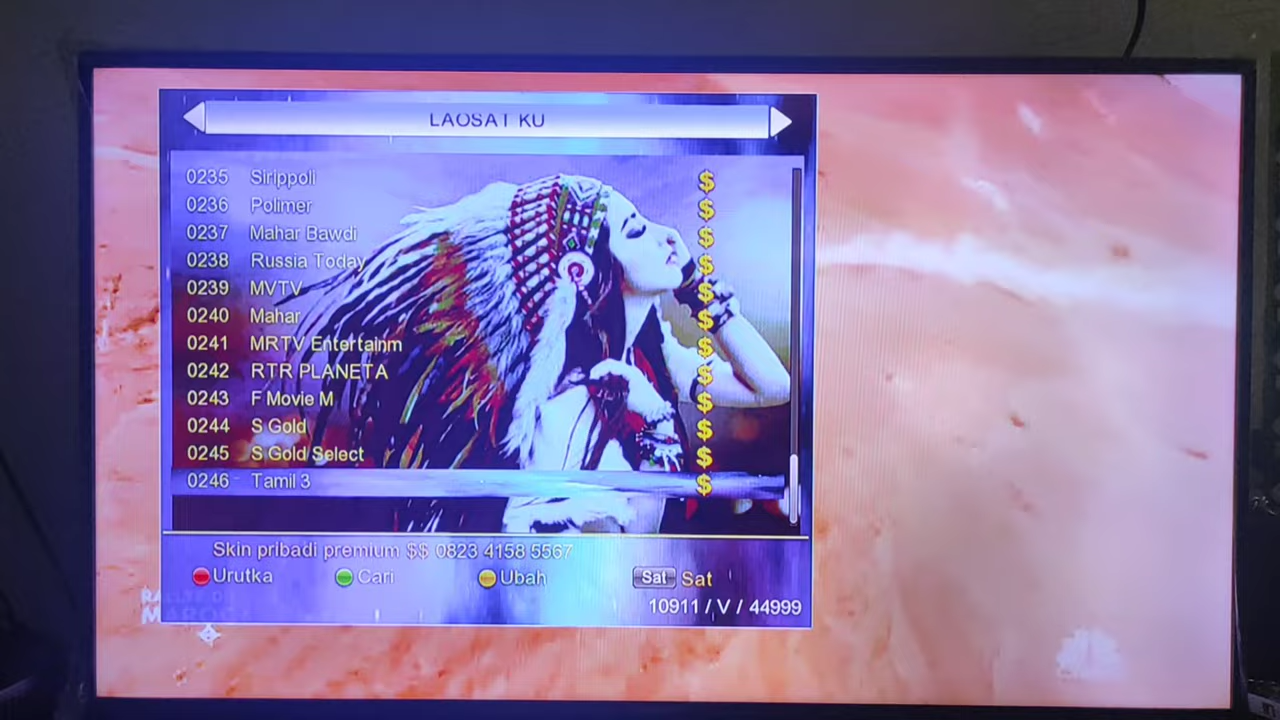 LAOSAT KU
0235 Sirippoli $
0236 Polimer $
0237 Mahar Bawdi $
0238 Russia Today $
0239 MVTV $
0240 Mahar $
0241 MRTV Entertainm $
0242 RTR PLANETA $
0243 F Movie M $
0244 S Gold $
0245 S Gold Select $
0246 Tamil 3 $
Skin pribadi premium $$ 0823 4158 5567
Urutka Cari Ubah Sat Sat
10911 / V / 44999
MAROC